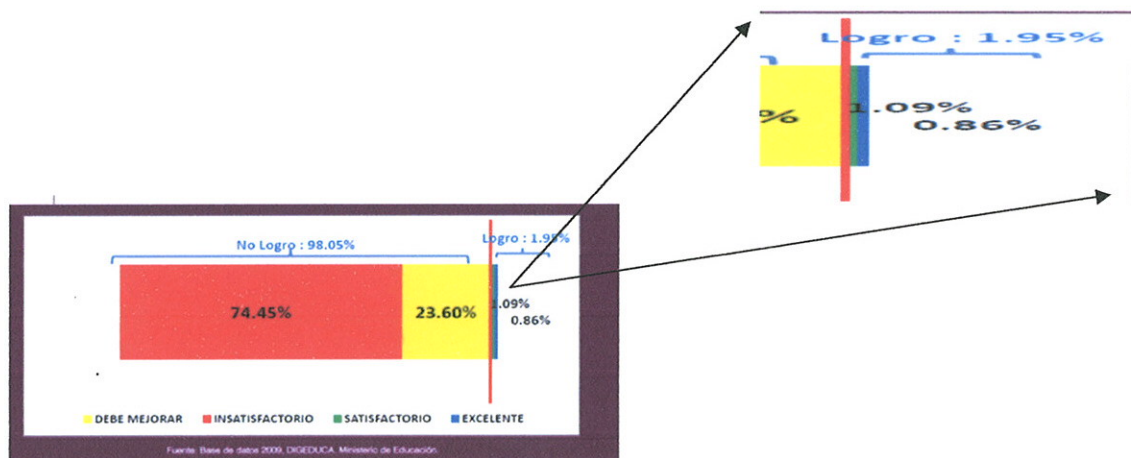 Logro : 1.95%
%
1.09%
0.86%
No Logro : 98.05%
Logro : 1.95%
74.45%
23.60%
1.09%
0.86%
DEBE MEJORAR INSATISFACTORIO SATISFACTORIO EXCELENTE
Fuente: Base de datos 2009, DIGEDUCA. Ministerio de Educación.